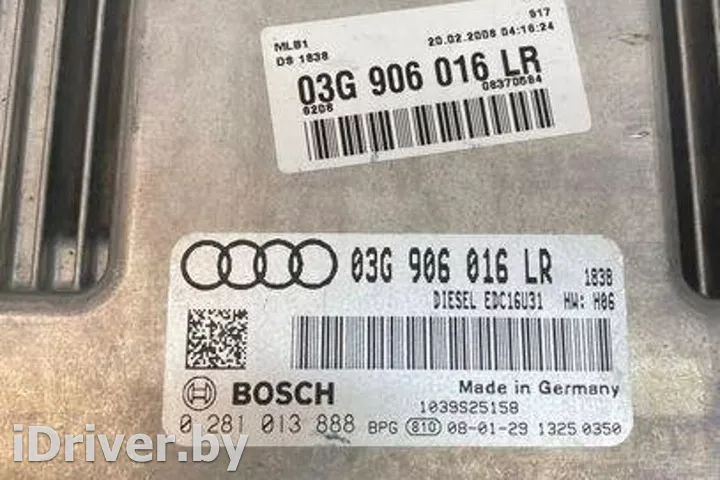 MLB1 917
DS 1838 20.02.2008 04:16:24
03G 906 016 LR
6208 08370584
03G 906 016 LR 1838
DIESEL EDC16U31 HW: H06
BOSCH Made in Germany
1039S25158
0 281 013 888 BPG 810 08-01-29 1325 0350
iDriver.by